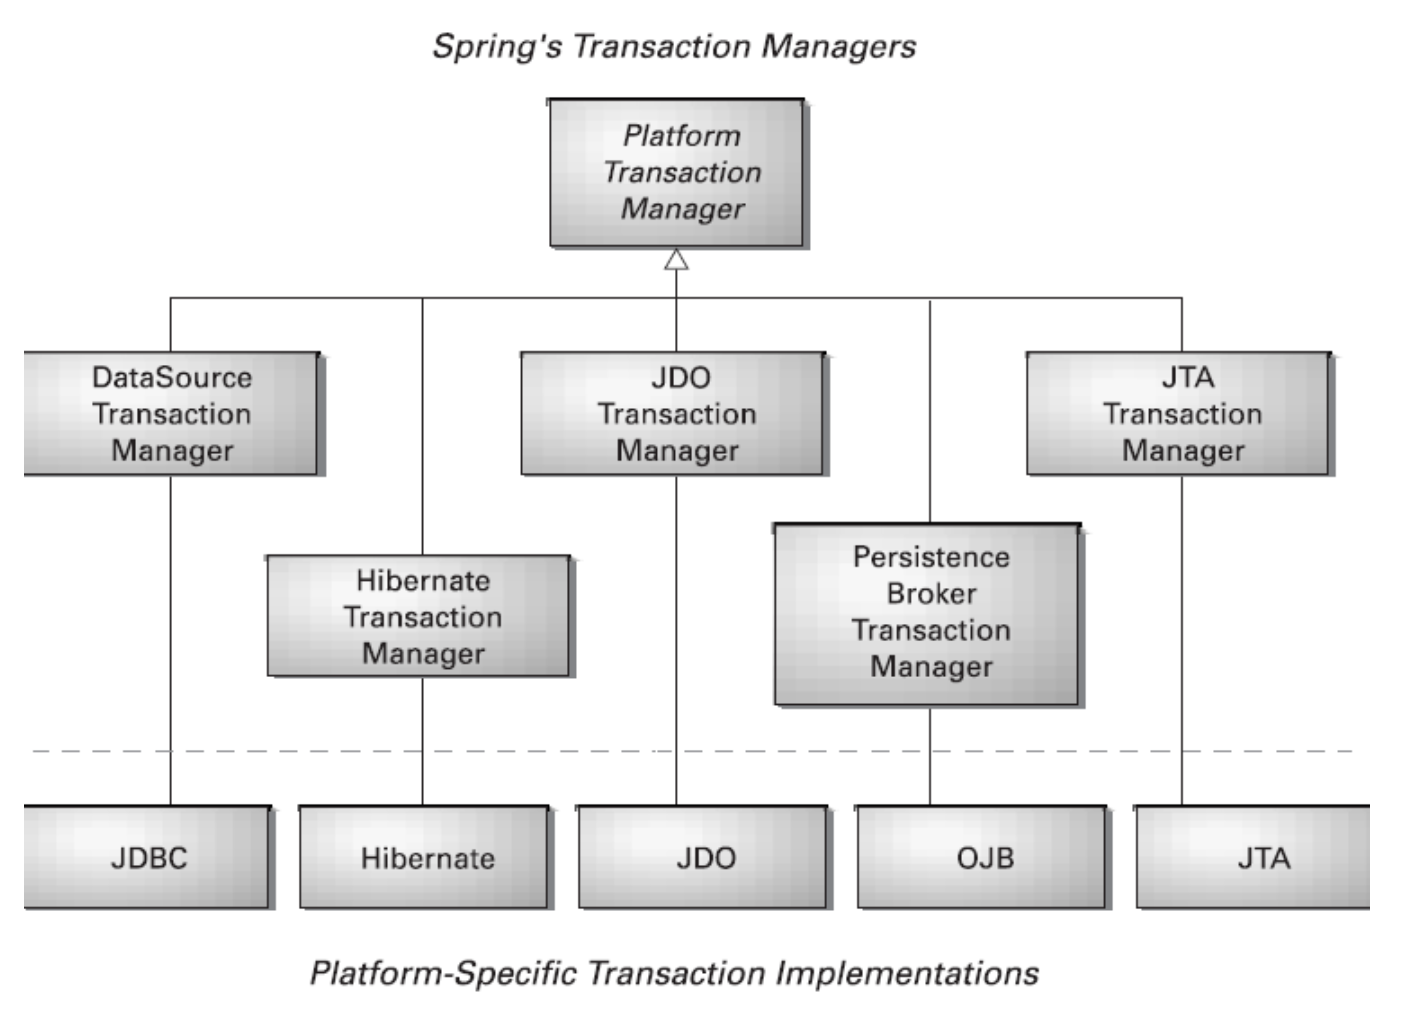 Spring's Transaction Managers
Platform
Transaction
Manager
DataSource
Transaction
Manager
JDO
Transaction
Manager
JTA
Transaction
Manager
Hibernate
Transaction
Manager
Persistence
Broker
Transaction
Manager
JDBC
Hibernate
JDO
OJB
JTA
Platform-Specific Transaction Implementations